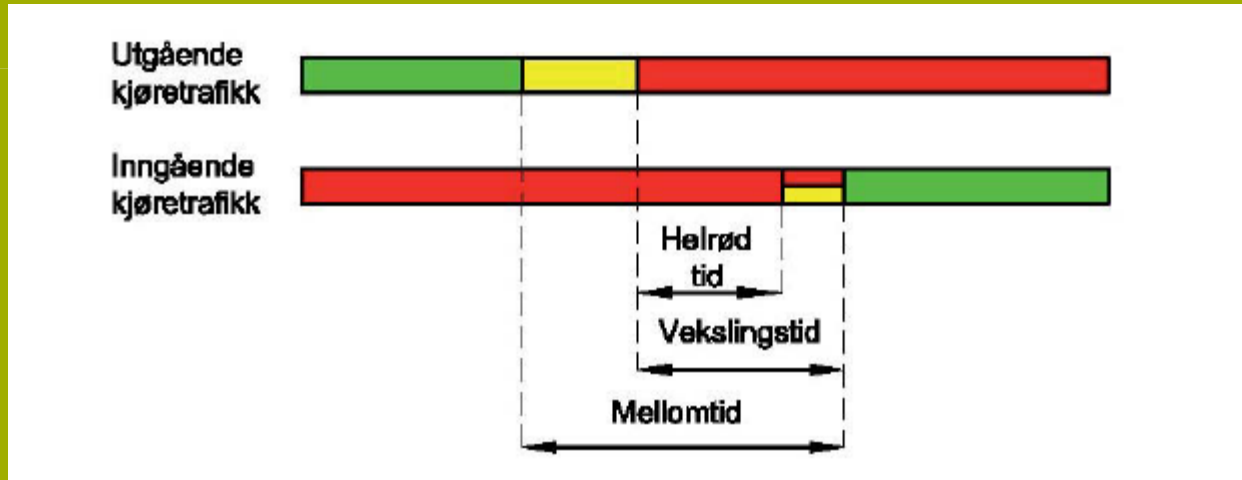 Utgående
kjøretrafikk
Inngående
kjøretrafikk
Helrød
tid
Vekslingstid
Mellomtid